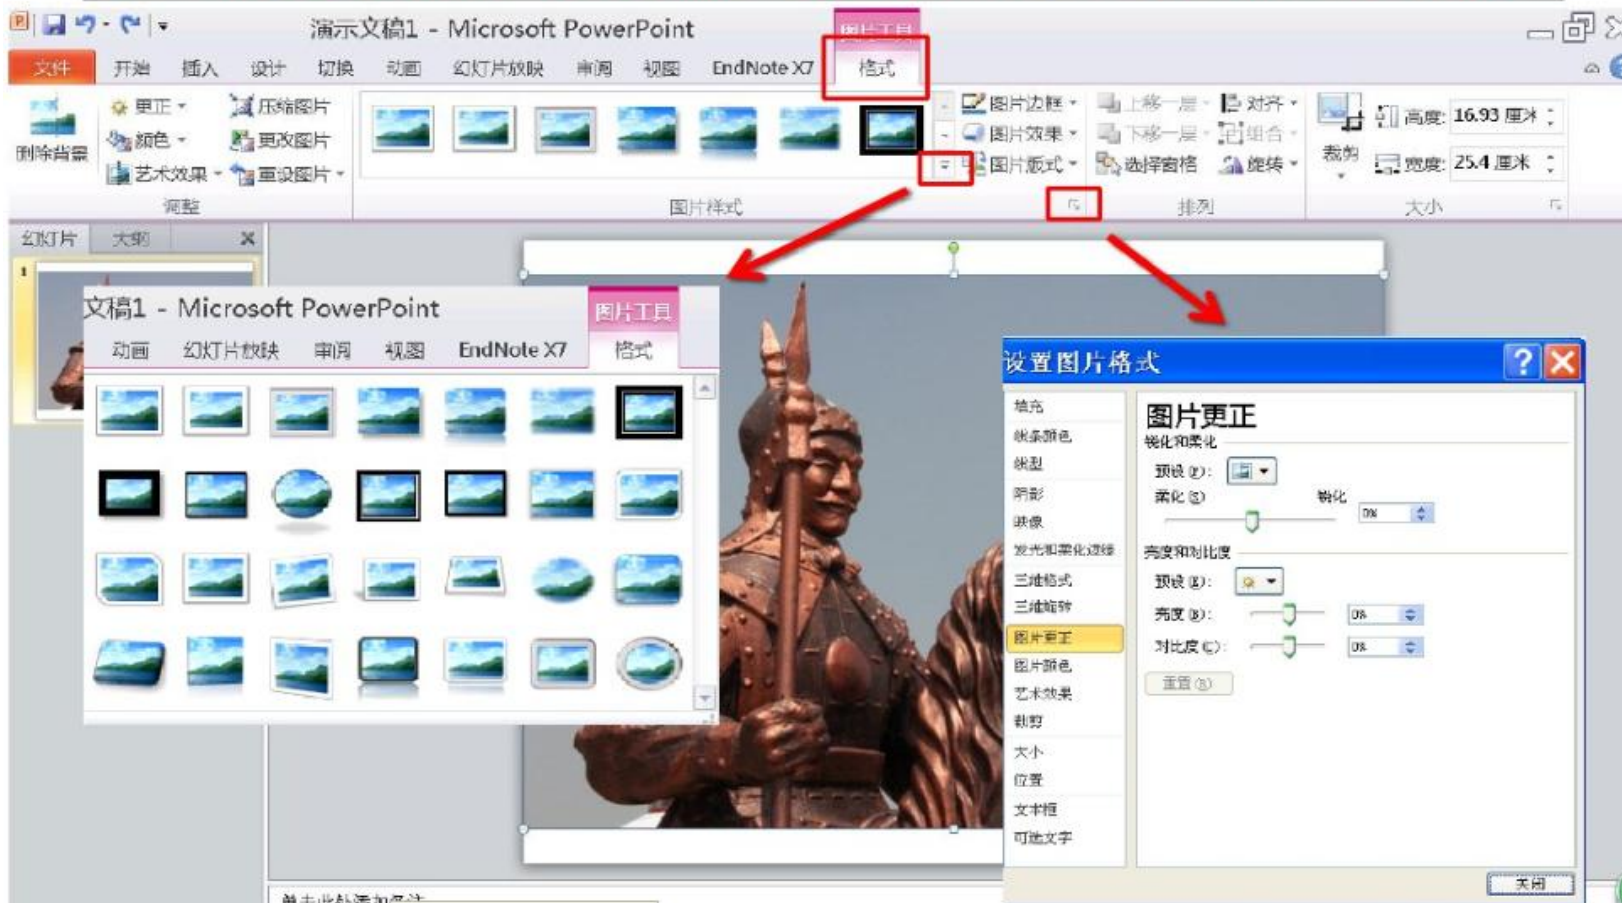 演示文稿1 - Microsoft PowerPoint
图片工具
文件 开始 插入 设计 切换 动画 幻灯片放映 审阅 视图 EndNote X7 格式
更正 压缩图片 图片边框 上移一层 对齐 高度: 16.93 厘米
颜色 更改图片 图片效果 下移一层 组合
删除背景 艺术效果 重设图片 图片版式 选择窗格 旋转 裁剪 宽度: 25.4 厘米
调整 图片样式 排列 大小
幻灯片 大纲
1
文稿1 - Microsoft PowerPoint 图片工具
动画 幻灯片放映 审阅 视图 EndNote X7 格式
设置图片格式
填充
线条颜色
线型
阴影
映像
发光和柔化边缘
三维格式
三维旋转
图片更正
图片颜色
艺术效果
裁剪
大小
位置
文本框
可选文字
图片更正
锐化和柔化
预设(P):
柔化(S) 锐化
0%
亮度和对比度
预设(R):
亮度(B): 0%
对比度(C): 0%
重置(R)
关闭
单击此处添加备注